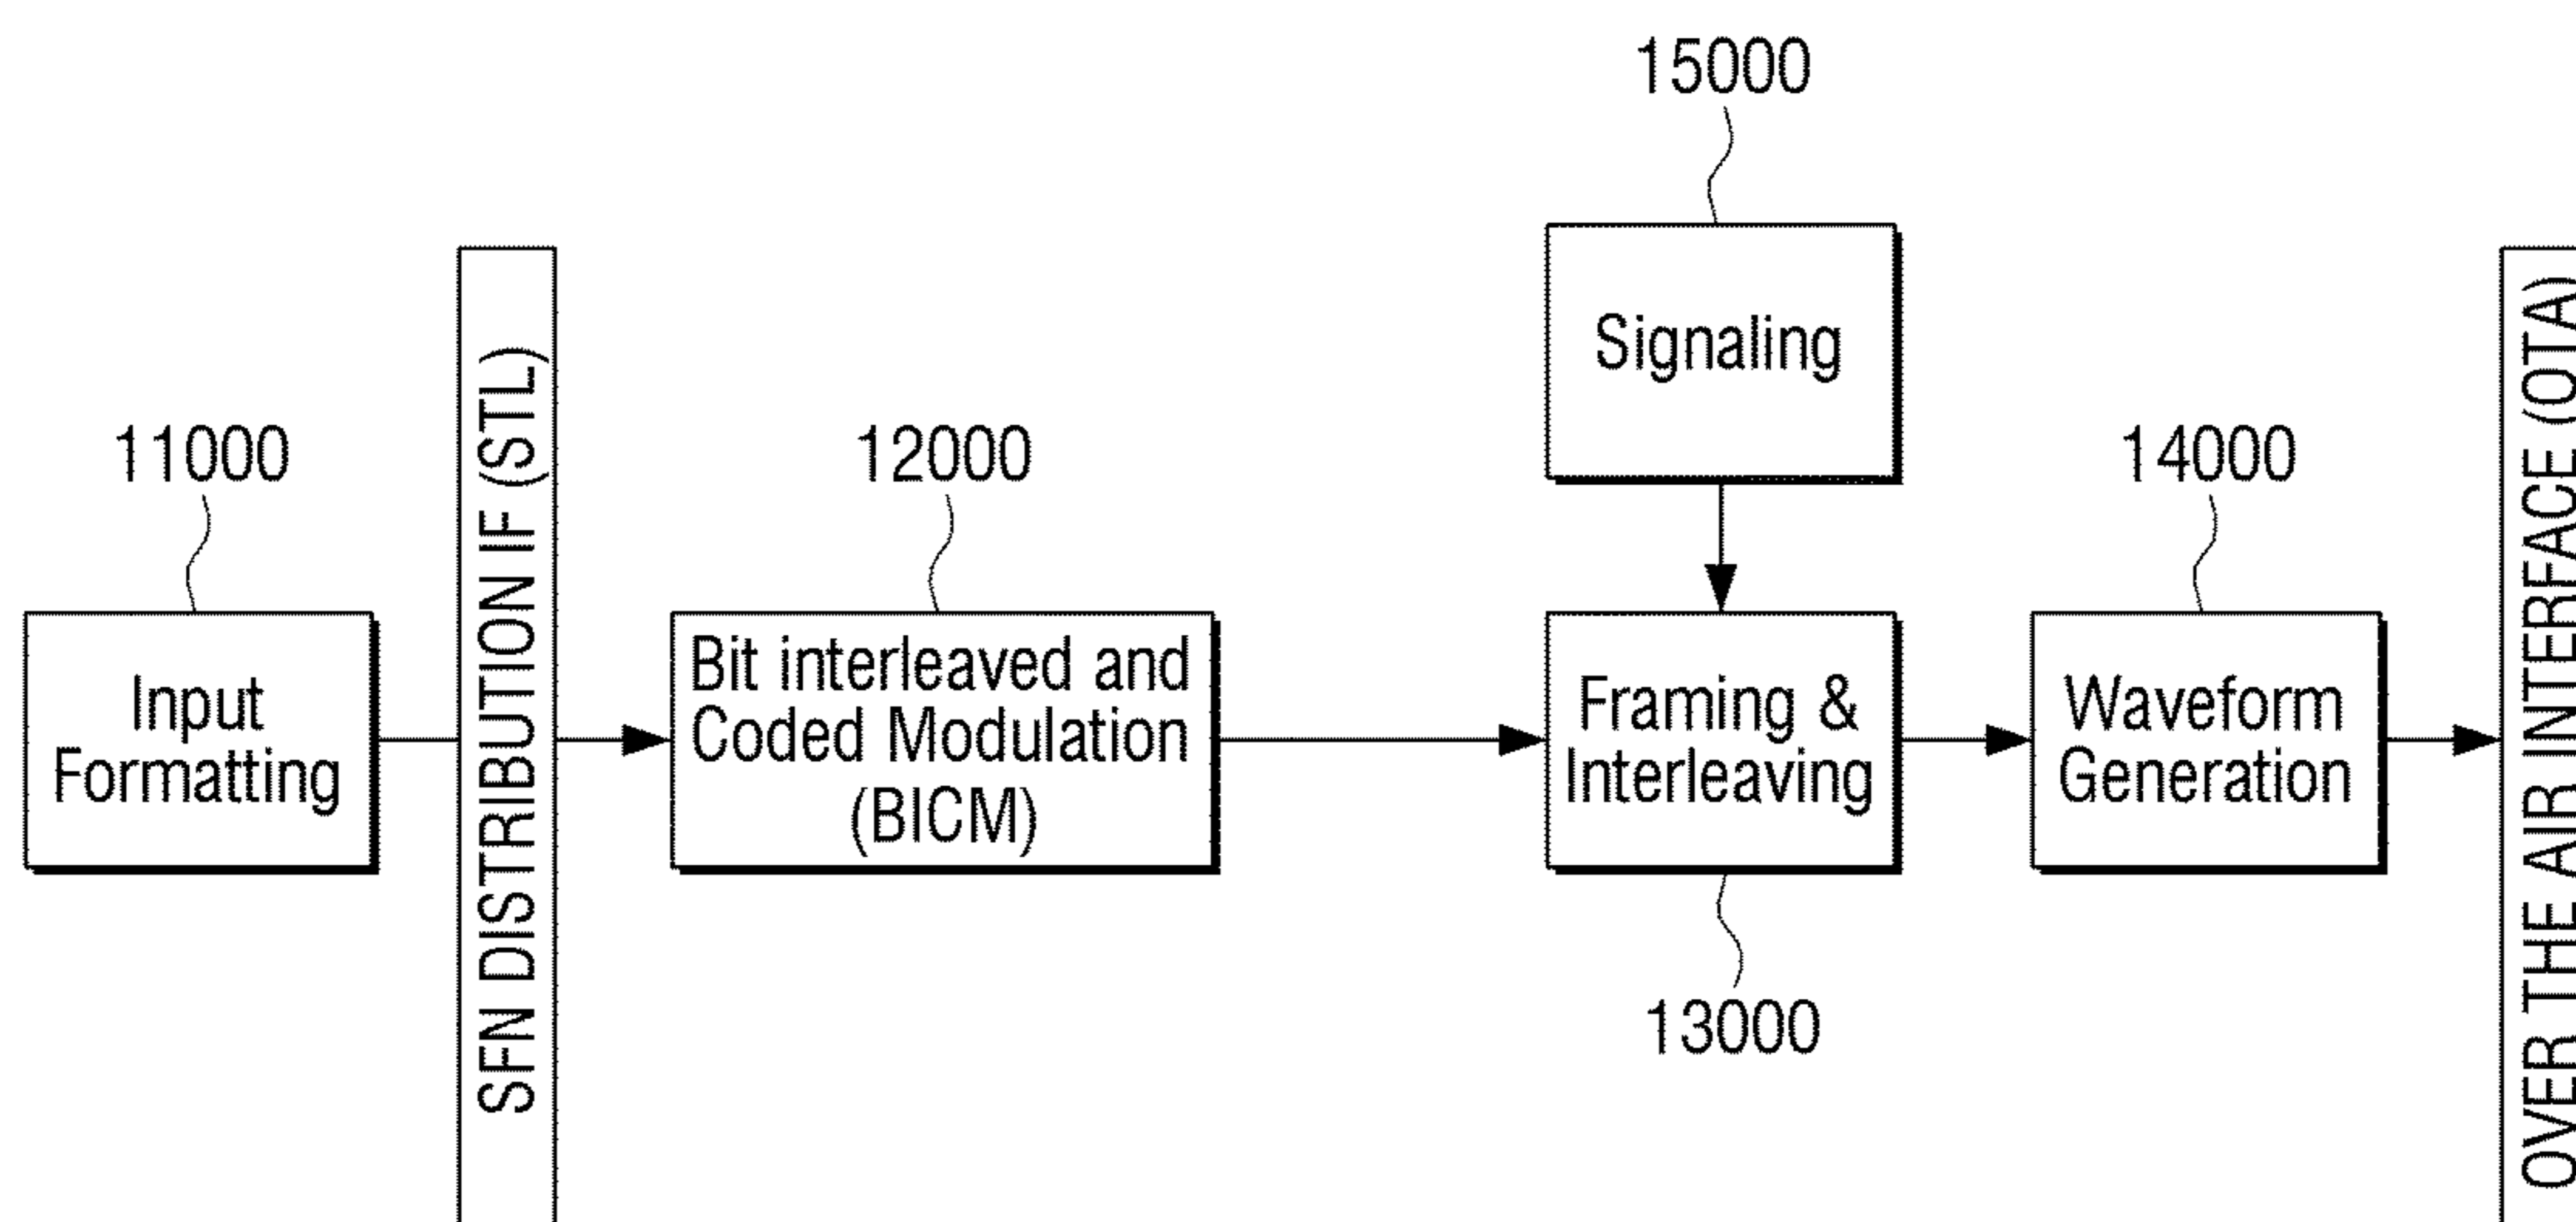 15000
Signaling
11000
Input
Formatting
SFN DISTRIBUTION IF (STL)
12000
Bit interleaved and
Coded Modulation
(BICM)
Framing &
Interleaving
13000
14000
Waveform
Generation
OVER THE AIR INTERFACE (OTA)